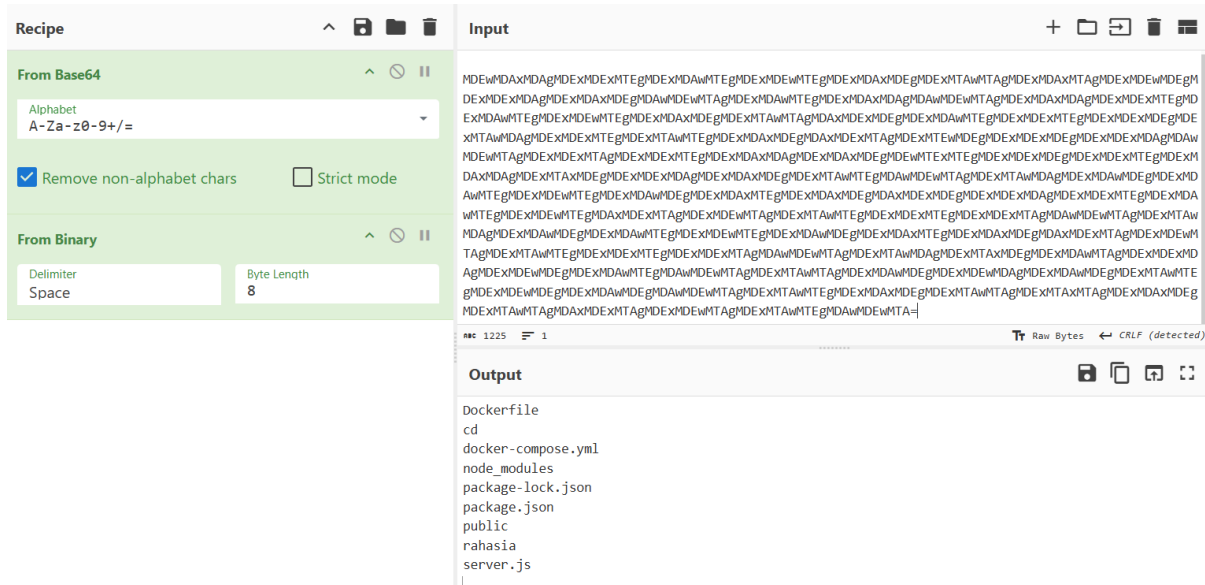 Recipe
From Base64
Alphabet
A-Za-z0-9+/=
Remove non-alphabet chars
Strict mode
From Binary
Delimiter
Space
Byte Length
8
Input
MDEwMDAxMDAgMDExMDExMTEgMDExMDAwMTEgMDExMDEwMTEgMDExMDAxMDEgMDExMTAwMTAgMDExMDAxMTAgMDExMDEwMDEgM
DExMDExMDAgMDExMDAxMDEgMDAwMDEwMTAgMDExMDAwMTEgMDExMDAxMDAgMDAwMDEwMTAgMDExMDAxMDAgMDExMDExMTEgMD
ExMDAwMTEgMDExMDEwMTEgMDExMDAxMDEgMDExMTAwMTAgMDAxMDExMDEgMDExMDAwMTEgMDExMDExMTEgMDExMDExMDEgMDE
xMTAwMDAgMDExMDExMTEgMDExMTAwMTEgMDExMDAxMDEgMDAxMDExMTAgMDExMTEwMDEgMDExMDExMDEgMDExMDExMDAgMDAw
MDEwMTAgMDExMDExMTAgMDExMDExMTEgMDExMDAxMDAgMDExMDAxMDEgMDEwMTExMTEgMDExMDExMDEgMDExMDExMTEgMDExM
DAxMDAgMDExMTAxMDEgMDExMDExMDAgMDExMDAxMDEgMDExMTAwMTEgMDAwMDEwMTAgMDExMTAwMDAgMDExMDAwMDEgMDExMD
AwMTEgMDExMDEwMTEgMDExMDAwMDEgMDExMDAxMTEgMDExMDAxMDEgMDAxMDExMDEgMDExMDExMDAgMDExMDExMTEgMDExMDA
wMTEgMDExMDEwMTEgMDAxMDExMTAgMDExMDEwMTAgMDExMTAwMTEgMDExMDExMTEgMDExMDExMTAgMDAwMDEwMTAgMDExMTAw
MDAgMDExMDAwMDEgMDExMDAwMTEgMDExMDEwMTEgMDExMDAwMDEgMDExMDAxMTEgMDExMDAxMDEgMDAxMDExMTAgMDExMDEwM
TAgMDExMTAwMTEgMDExMDExMTEgMDExMDExMTAgMDAwMDEwMTAgMDExMTAwMDAgMDExMTAxMDEgMDExMDAwMTAgMDExMDExMD
AgMDExMDEwMDEgMDExMDAwMTEgMDAwMDEwMTAgMDExMTAwMTAgMDExMDAwMDEgMDExMDEwMDAgMDExMDAwMDEgMDExMTAwMTE
gMDExMDEwMDEgMDExMDAwMDEgMDAwMDEwMTAgMDExMTAwMTEgMDExMDAxMDEgMDExMTAwMTAgMDExMTAxMTAgMDExMDAxMDEg
MDExMTAwMTAgMDAxMDExMTAgMDExMDEwMTAgMDExMTAwMTEgMDAwMDEwMTA=
ABC 1225
1
Raw Bytes
CRLF (detected)
Output
Dockerfile
cd
docker-compose.yml
node_modules
package-lock.json
package.json
public
rahasia
server.js